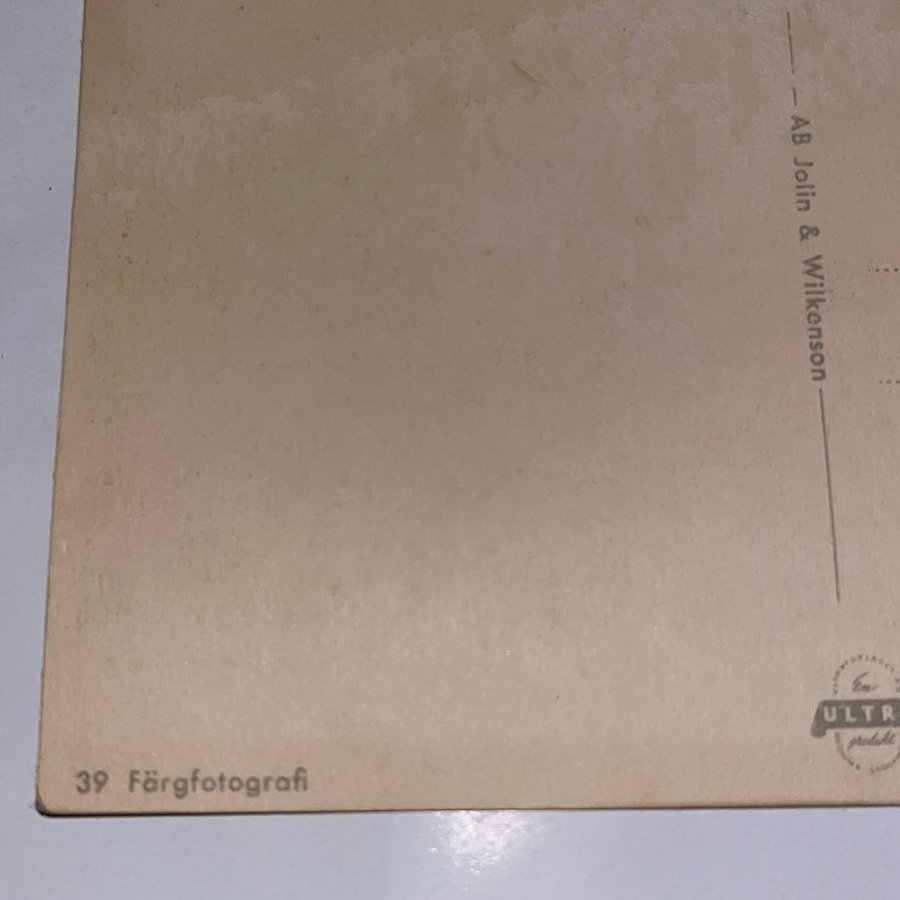 AB Jolin & Wilkenson
En
ULTR
produkt
39 Färgfotografi